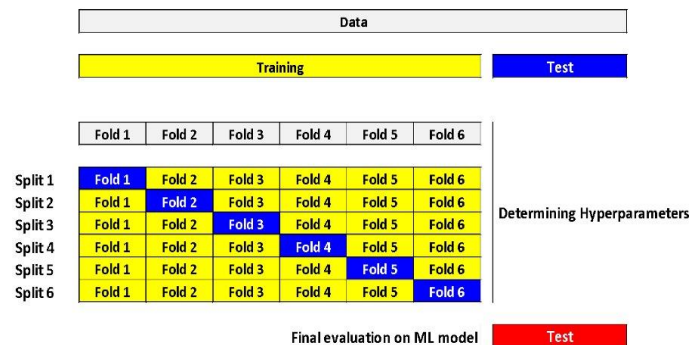 Data
Training Test
Fold 1 Fold 2 Fold 3 Fold 4 Fold 5 Fold 6
Split 1 Fold 1 Fold 2 Fold 3 Fold 4 Fold 5 Fold 6
Split 2 Fold 1 Fold 2 Fold 3 Fold 4 Fold 5 Fold 6
Split 3 Fold 1 Fold 2 Fold 3 Fold 4 Fold 5 Fold 6
Split 4 Fold 1 Fold 2 Fold 3 Fold 4 Fold 5 Fold 6
Split 5 Fold 1 Fold 2 Fold 3 Fold 4 Fold 5 Fold 6
Split 6 Fold 1 Fold 2 Fold 3 Fold 4 Fold 5 Fold 6
Determining Hyperparameters
Final evaluation on ML model Test